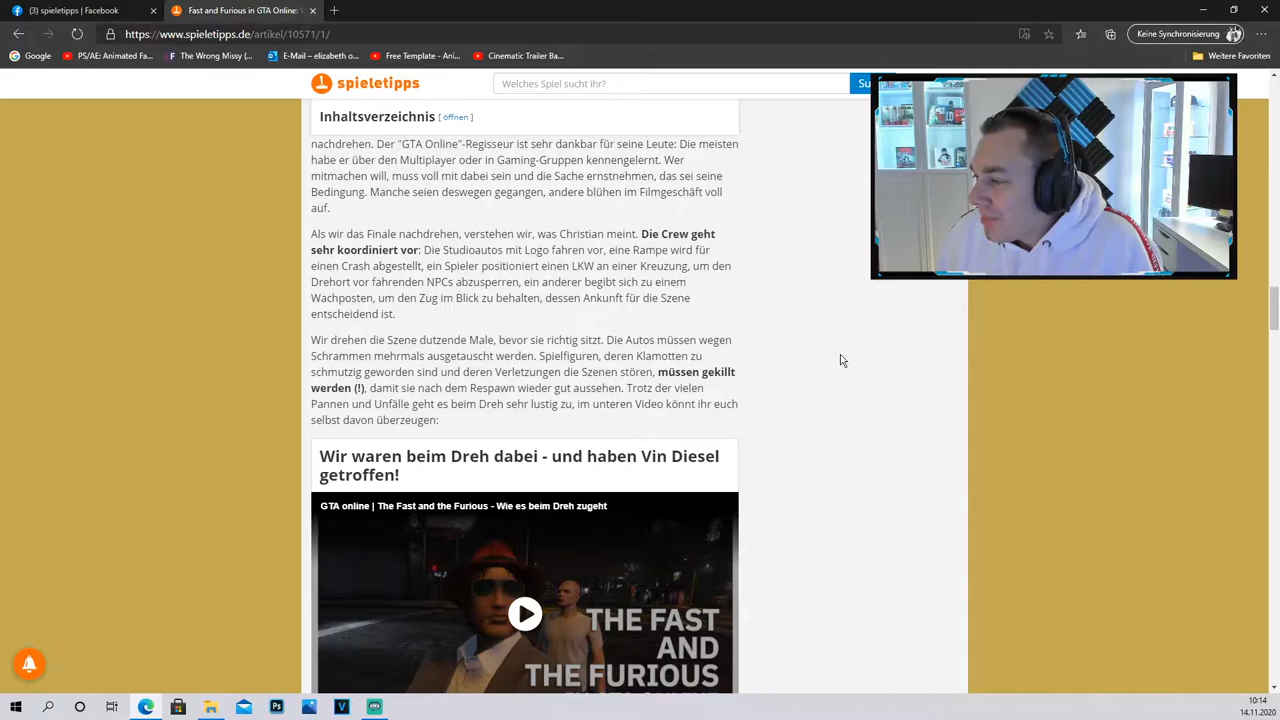 (3) spieletipps | Facebook
Fast and Furious in GTA Online:
https://www.spieletipps.de/artikel/10571/1/
Keine Synchronisierung
Google
PS/AE: Animated F...
The Wrong Missy (...
E-Mail – elizabeth o...
Free Template - Ani...
Cinematic Trailer Ba...
Weitere Favoriten
spieletipps
Welches Spiel sucht ihr?
Su
Inhaltsverzeichnis [ öffnen ]
nachdrehen. Der "GTA Online"-Regisseur ist sehr dankbar für seine Leute: Die meisten
habe er über den Multiplayer oder in Gaming-Gruppen kennengelernt. Wer
mitmachen will, muss voll mit dabei sein und die Sache ernstnehmen, das sei seine
Bedingung. Manche seien deswegen gegangen, andere blühen im Filmgeschäft voll
auf.
Als wir das Finale nachdrehen, verstehen wir, was Christian meint. Die Crew geht
sehr koordiniert vor: Die Studioautos mit Logo fahren vor, eine Rampe wird für
einen Crash abgestellt, ein Spieler positioniert einen LKW an einer Kreuzung, um den
Drehort vor fahrenden NPCs abzusperren, ein anderer begibt sich zu einem
Wachposten, um den Zug im Blick zu behalten, dessen Ankunft für die Szene
entscheidend ist.
Wir drehen die Szene dutzende Male, bevor sie richtig sitzt. Die Autos müssen wegen
Schrammen mehrmals ausgetauscht werden. Spielfiguren, deren Klamotten zu
schmutzig geworden sind und deren Verletzungen die Szenen stören, müssen gekillt
werden (!), damit sie nach dem Respawn wieder gut aussehen. Trotz der vielen
Pannen und Unfälle geht es beim Dreh sehr lustig zu, im unteren Video könnt ihr euch
selbst davon überzeugen:
Wir waren beim Dreh dabei - und haben Vin Diesel
getroffen!
GTA online | The Fast and the Furious - Wie es beim Dreh zugeht
THE FAST
AND
THE FURIOUS
Ps
V
10:14
14.11.2020